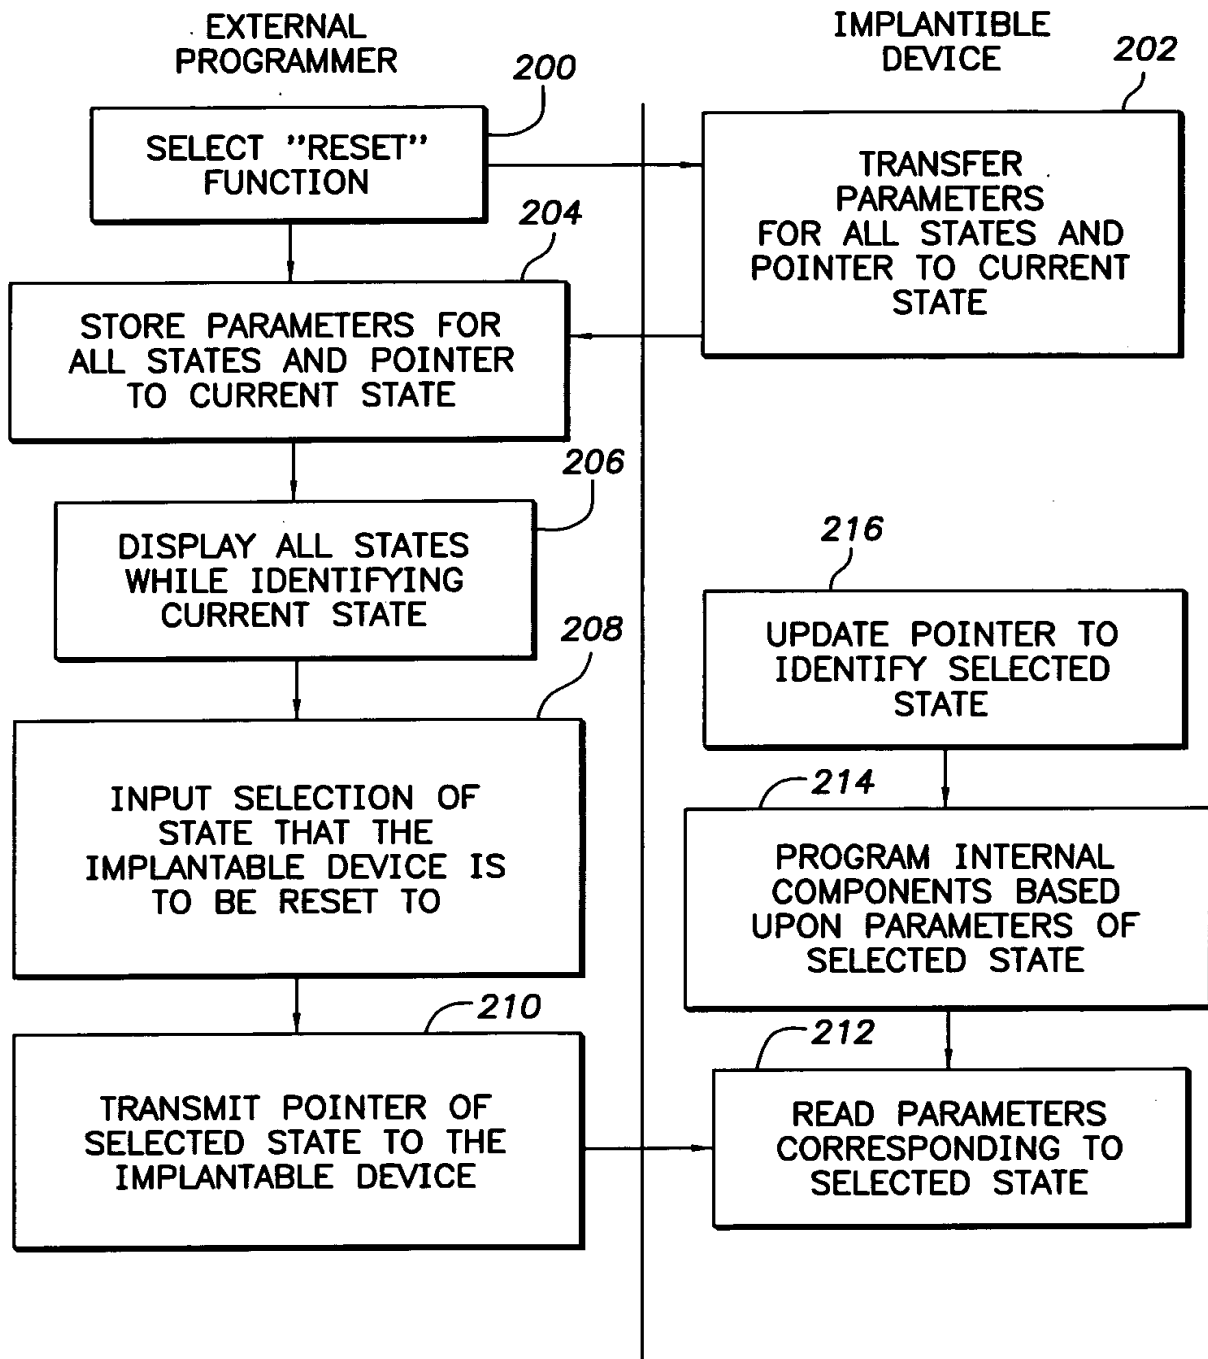 EXTERNAL
PROGRAMMER
200
SELECT "RESET"
FUNCTION
204
STORE PARAMETERS FOR
ALL STATES AND POINTER
TO CURRENT STATE
206
DISPLAY ALL STATES
WHILE IDENTIFYING
CURRENT STATE
208
INPUT SELECTION OF
STATE THAT THE
IMPLANTABLE DEVICE IS
TO BE RESET TO
210
TRANSMIT POINTER OF
SELECTED STATE TO THE
IMPLANTABLE DEVICE
IMPLANTIBLE
DEVICE
202
TRANSFER
PARAMETERS
FOR ALL STATES AND
POINTER TO CURRENT
STATE
216
UPDATE POINTER TO
IDENTIFY SELECTED
STATE
214
PROGRAM INTERNAL
COMPONENTS BASED
UPON PARAMETERS OF
SELECTED STATE
212
READ PARAMETERS
CORRESPONDING TO
SELECTED STATE